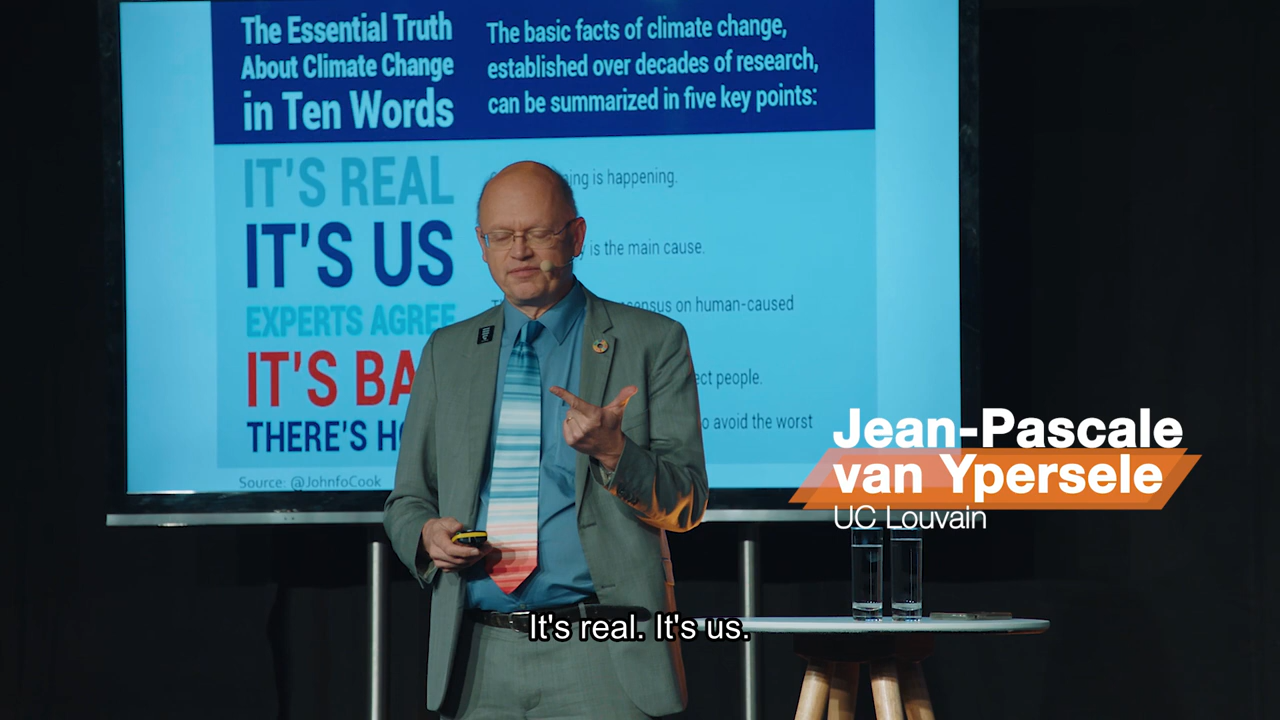 The Essential Truth
About Climate Change
in Ten Words
The basic facts of climate change,
established over decades of research,
can be summarized in five key points:
IT'S REAL
is happening.
IT'S US
is the main cause.
EXPERTS AGREE
on human-caused
IT'S BA
people.
THERE'S
avoid the worst
Source: @JohnfoCook
Jean-Pascale
van Ypersele
UC Louvain
It's real. It's us.